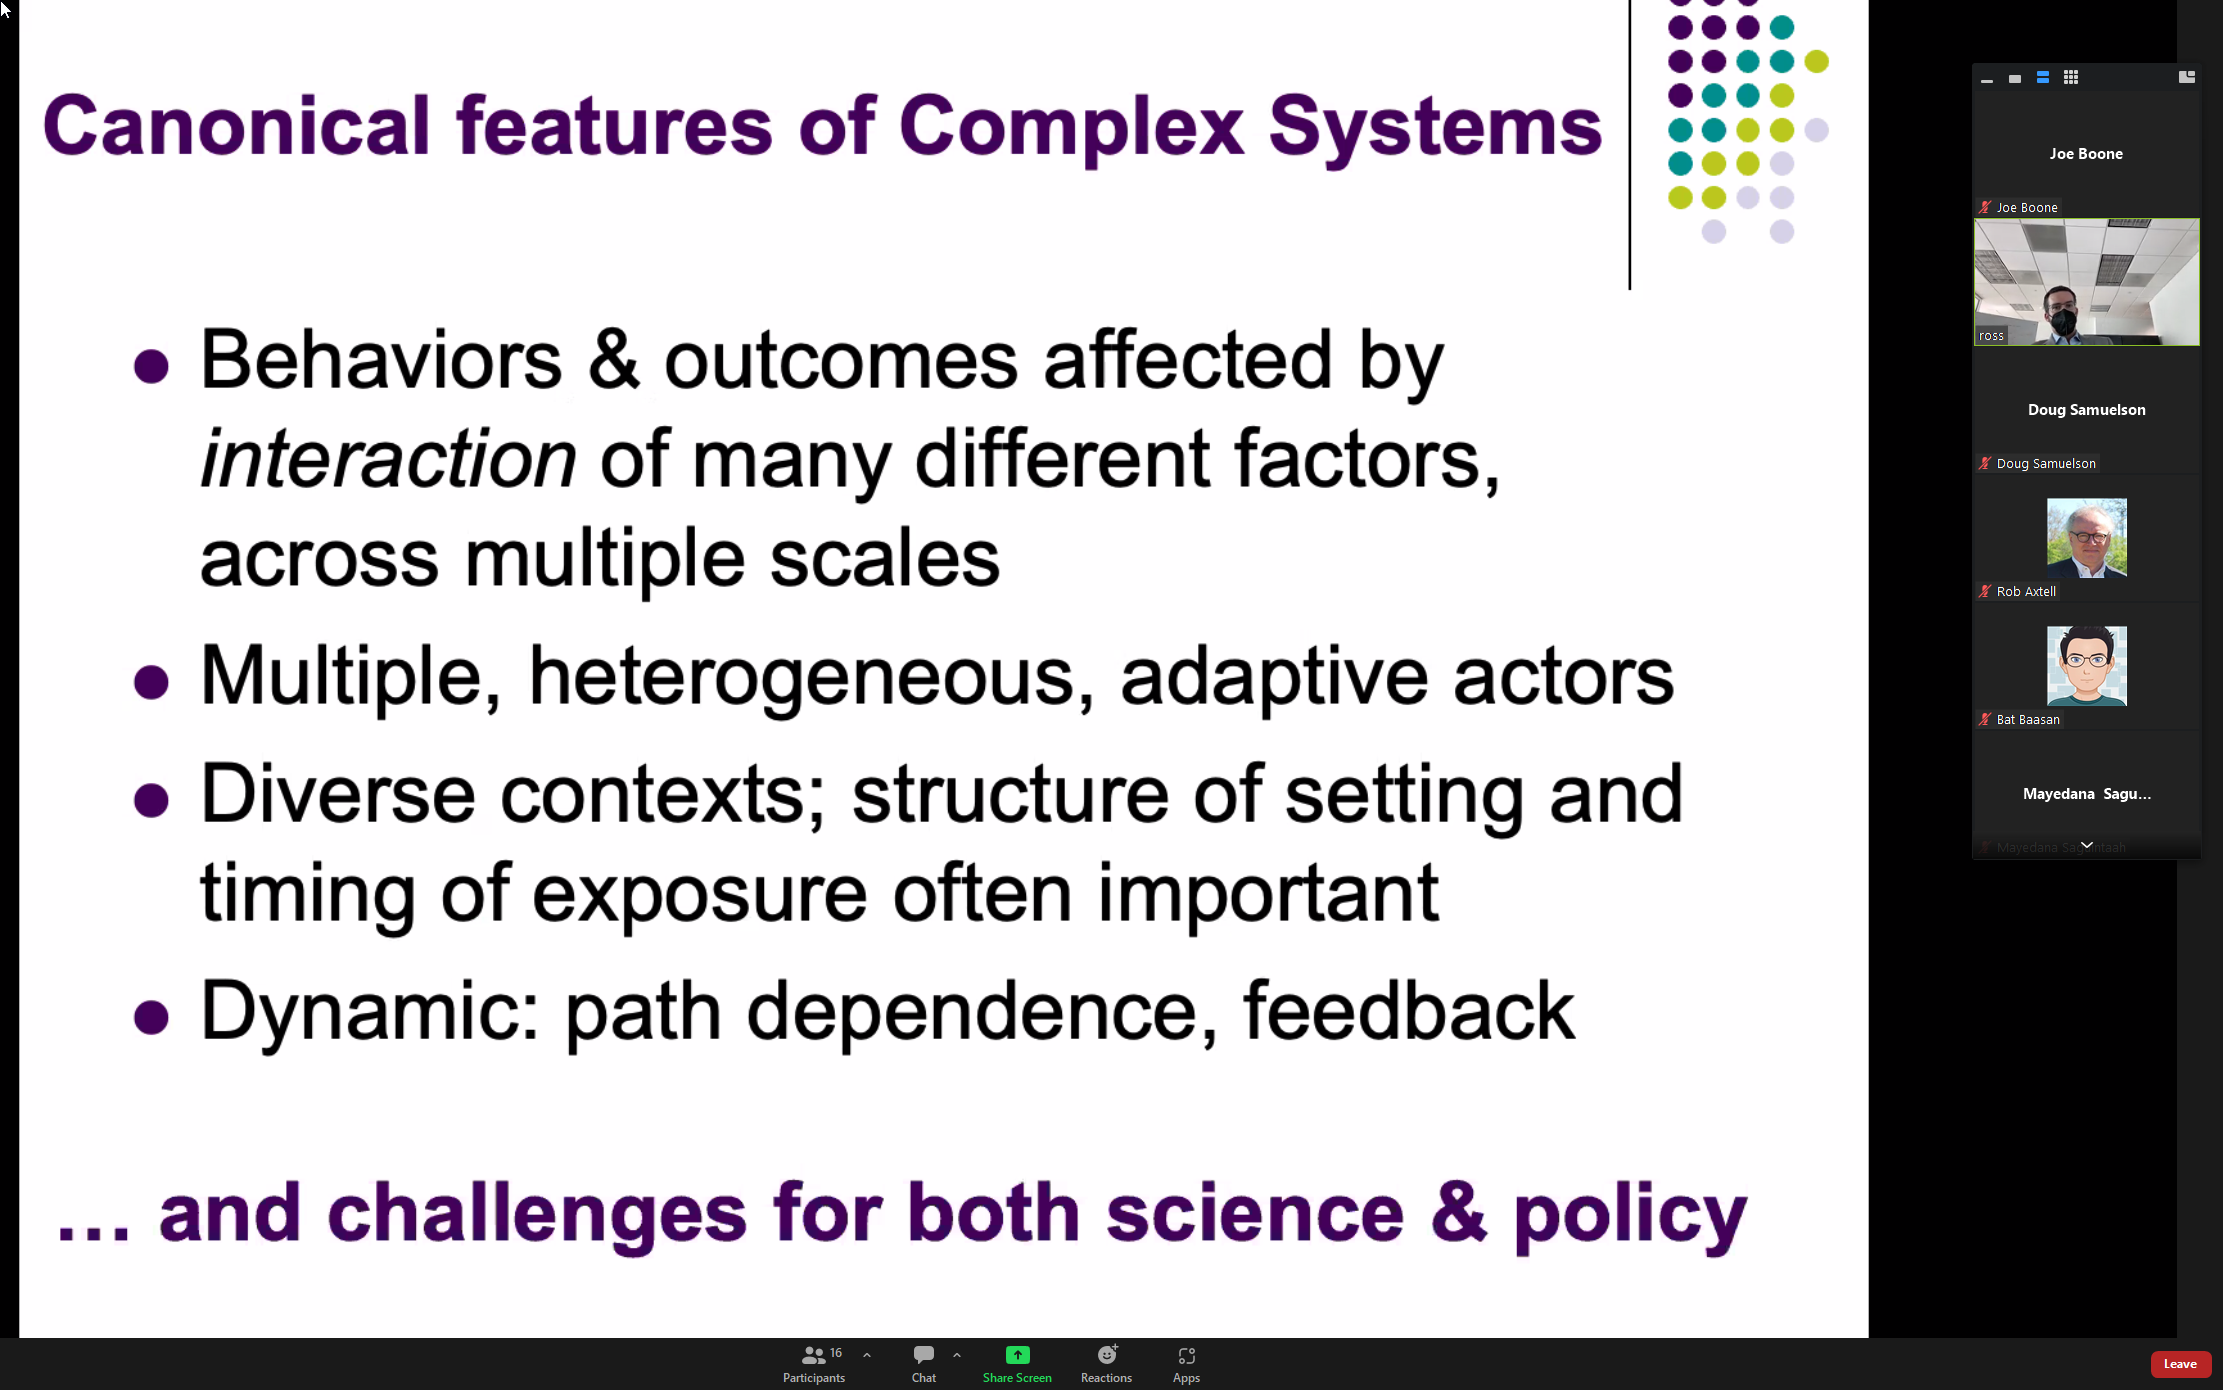 Canonical features of Complex Systems
Behaviors & outcomes affected by
interaction of many different factors,
across multiple scales
Multiple, heterogeneous, adaptive actors
Diverse contexts; structure of setting and
timing of exposure often important
Dynamic: path dependence, feedback
... and challenges for both science & policy
Joe Boone
Joe Boone
ross
Doug Samuelson
Doug Samuelson
Rob Axtell
Bat Baasan
Mayedana Sagu...
Participants
16
Chat
Share Screen
Reactions
Apps
Leave